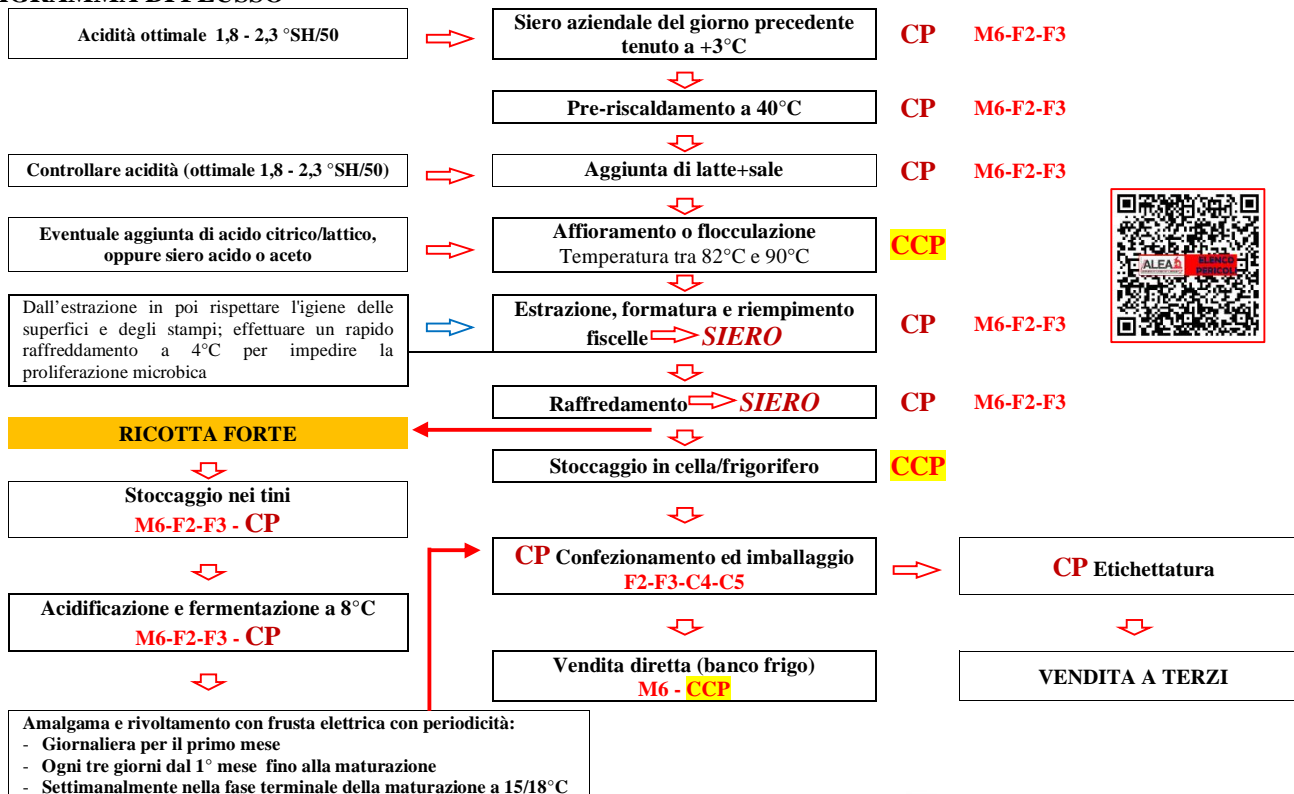 DIAGRAMMA DI FLUSSO
Acidità ottimale 1,8 - 2,3 °SH/50
Siero aziendale del giorno precedente
tenuto a +3°C
CP M6-F2-F3
Pre-riscaldamento a 40°C
CP M6-F2-F3
Controllare acidità (ottimale 1,8 - 2,3 °SH/50)
Aggiunta di latte+sale
CP M6-F2-F3
Eventuale aggiunta di acido citrico/lattico,
oppure siero acido o aceto
Affioramento o flocculazione
Temperatura tra 82°C e 90°C
CCP
ALEA
ELENCO
PERICOLI
Dall'estrazione in poi rispettare l'igiene delle
superfici e degli stampi; effettuare un rapido
raffreddamento a 4°C per impedire la
proliferazione microbica
Estrazione, formatura e riempimento
fiscelle SIERO
CP M6-F2-F3
Raffredamento SIERO
CP M6-F2-F3
RICOTTA FORTE
Stoccaggio in cella/frigorifero
CCP
Stoccaggio nei tini
M6-F2-F3 - CP
CP Confezionamento ed imballaggio
F2-F3-C4-C5
CP Etichettatura
Acidificazione e fermentazione a 8°C
M6-F2-F3 - CP
Vendita diretta (banco frigo)
M6 - CCP
VENDITA A TERZI
Amalgama e rivoltamento con frusta elettrica con periodicità:
- Giornaliera per il primo mese
- Ogni tre giorni dal 1° mese fino alla maturazione
- Settimanalmente nella fase terminale della maturazione a 15/18°C